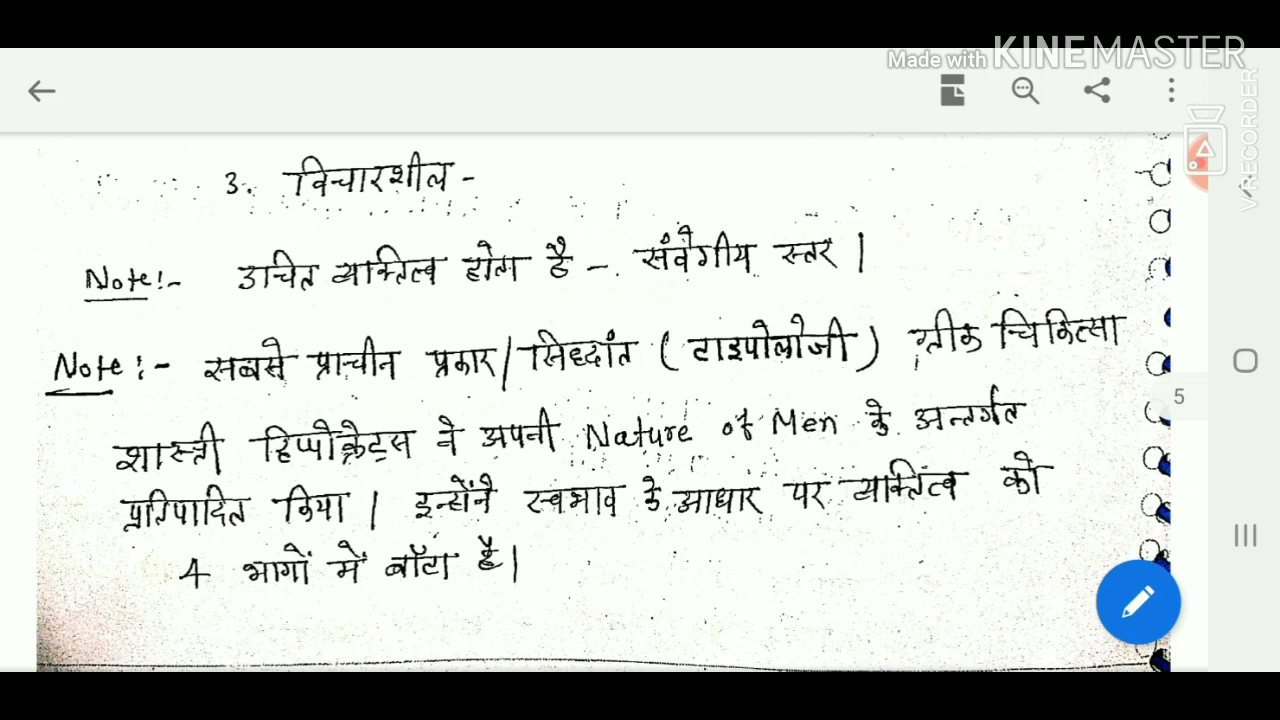 Made with KINEMASTER
VRECORDER
3. विचारशील -
Note:- उचित व्यक्तित्व होता है - संवेगीय स्तर |
Note:- सबसे प्राचीन प्रकार/सिद्धांत (टाइपोलोजी) ग्रीक चिकित्सा
5
शास्त्री हिप्पोक्रेट्स ने अपनी Nature of Men के अन्तर्गत
प्रतिपादित किया | इन्होंने स्वभाव के आधार पर व्यक्तित्व को
4 भागों में बाँटा है |